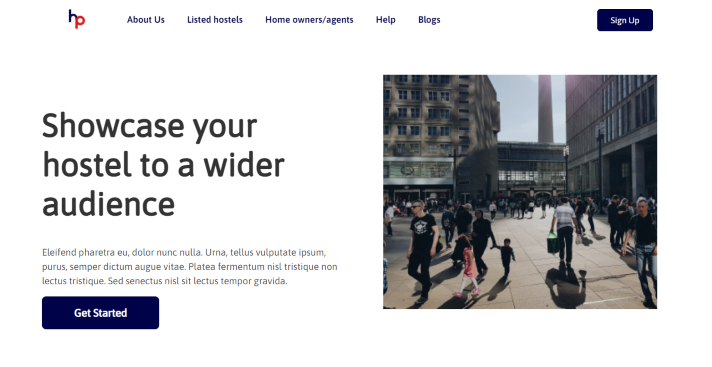 hp
About Us
Listed hostels
Home owners/agents
Help
Blogs
Sign Up
Showcase your
hostel to a wider
audience
Eleifend pharetra eu, dolor nunc nulla. Urna, tellus vulputate ipsum,
purus, semper dictum augue vitae. Platea fermentum nisl tristique non
lectus tristique. Sed senectus nisl sit lectus tempor gravida.
Get Started